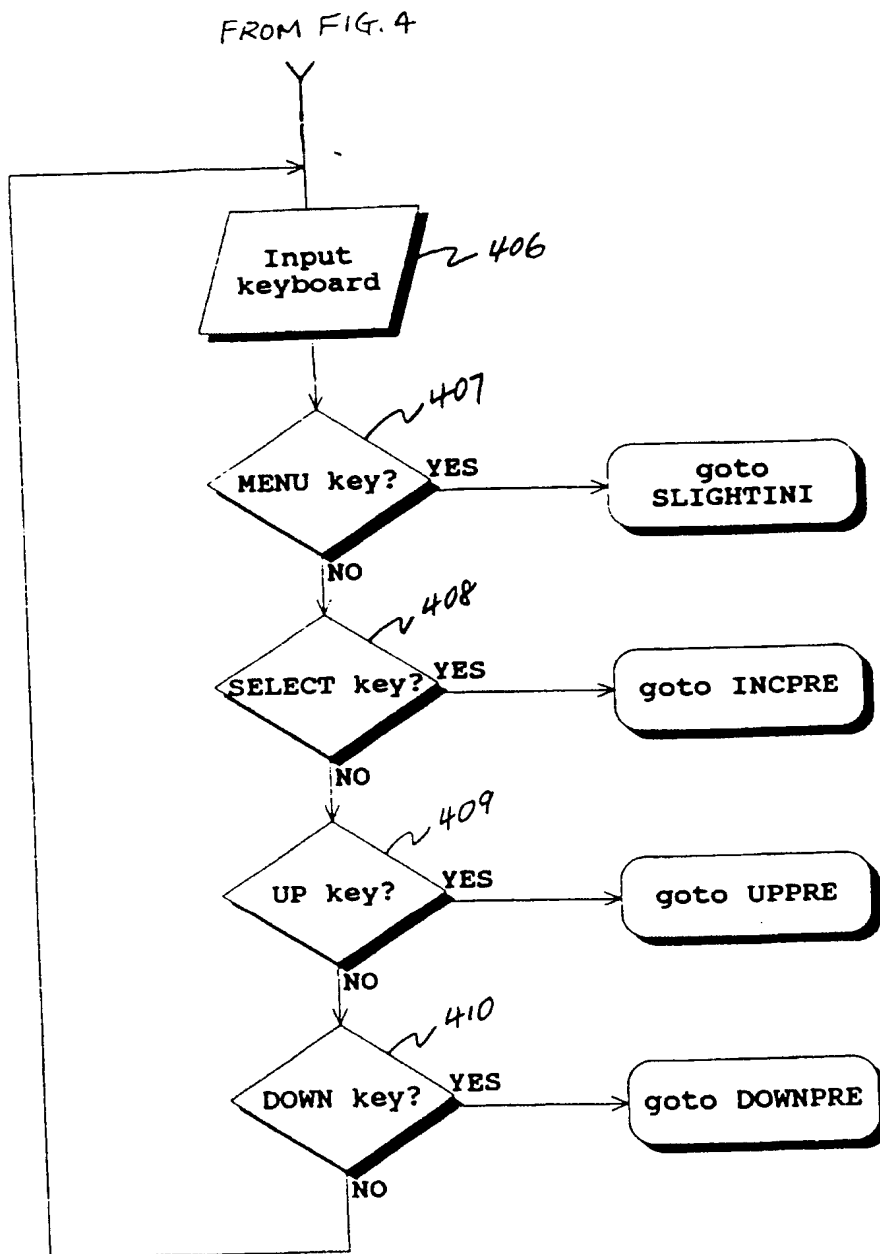 FROM FIG. 4
Input
keyboard
406
407
MENU key?
YES
goto
SLIGHTINI
NO
408
SELECT key?
YES
goto INCPRE
NO
409
UP key?
YES
goto UPPRE
NO
410
DOWN key?
YES
goto DOWNPRE
NO